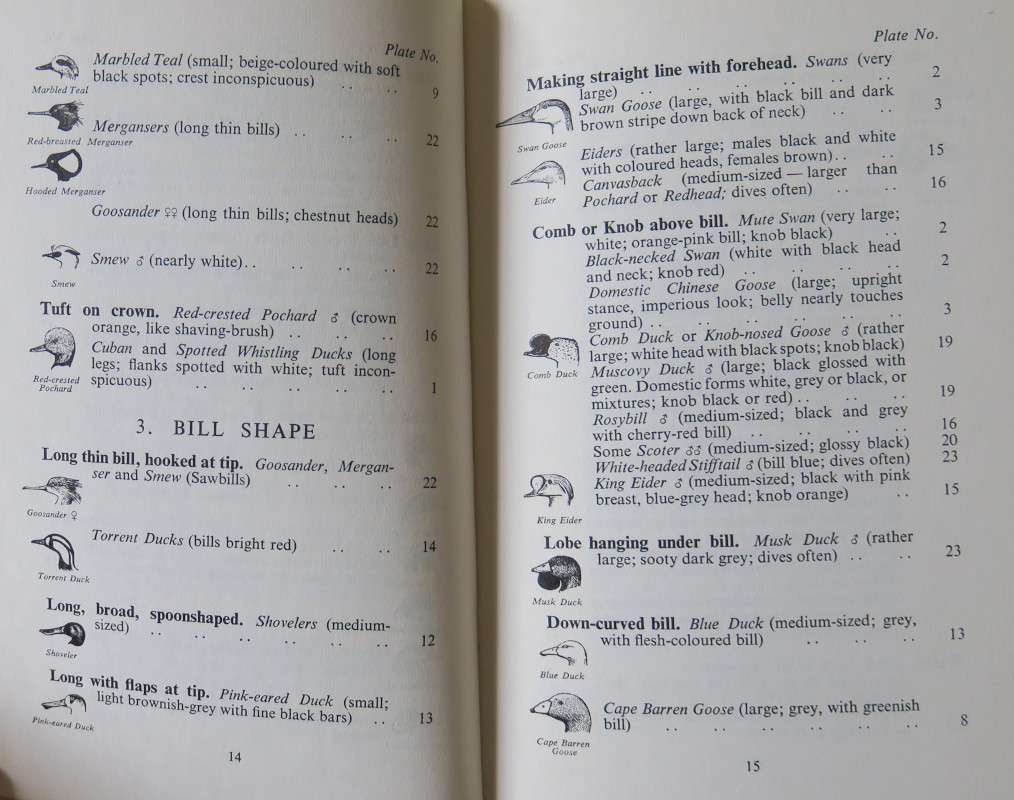 Plate No.
Marbled Teal (small; beige-coloured with soft
black spots; crest inconspicuous) .. .. 9
Marbled Teal
Mergansers (long thin bills) .. .. .. 22
Red-breasted Merganser
Hooded Merganser
Goosander ♀♀ (long thin bills; chestnut heads) 22
Smew ♂ (nearly white).. .. .. .. 22
Smew
Tuft on crown. Red-crested Pochard ♂ (crown
orange, like shaving-brush) .. .. .. 16
Cuban and Spotted Whistling Ducks (long
legs; flanks spotted with white; tuft incon-
spicuous) .. .. .. .. .. 1
Red-crested
Pochard
3. BILL SHAPE
Long thin bill, hooked at tip. Goosander, Mergan-
ser and Smew (Sawbills) .. .. .. 22
Goosander ♀
Torrent Ducks (bills bright red) .. .. 14
Torrent Duck
Long, broad, spoonshaped. Shovelers (medium-
sized) .. .. .. .. .. .. 12
Shoveler
Long with flaps at tip. Pink-eared Duck (small;
light brownish-grey with fine black bars) .. 13
Pink-eared Duck
14
Plate No.
Making straight line with forehead. Swans (very
large) .. .. .. .. .. .. 2
Swan Goose (large, with black bill and dark
brown stripe down back of neck) .. .. 3
Swan Goose
Eiders (rather large; males black and white
with coloured heads, females brown).. .. 15
Canvasback (medium-sized — larger than
Pochard or Redhead; dives often) .. .. 16
Eider
Comb or Knob above bill. Mute Swan (very large;
white; orange-pink bill; knob black) .. 2
Black-necked Swan (white with black head
and neck; knob red) .. .. .. .. 2
Domestic Chinese Goose (large; upright
stance, imperious look; belly nearly touches
ground) .. .. .. .. .. .. 3
Comb Duck or Knob-nosed Goose ♂ (rather
large; white head with black spots; knob black) 19
Comb Duck
Muscovy Duck ♂ (large; black glossed with
green. Domestic forms white, grey or black, or
mixtures; knob black or red) .. .. .. 19
Rosybill ♂ (medium-sized; black and grey
with cherry-red bill) .. .. .. .. 16
Some Scoter ♂♂ (medium-sized; glossy black) 20
White-headed Stifftail ♂ (bill blue; dives often) 23
King Eider ♂ (medium-sized; black with pink
breast, blue-grey head; knob orange) .. 15
King Eider
Lobe hanging under bill. Musk Duck ♂ (rather
large; sooty dark grey; dives often) .. .. 23
Musk Duck
Down-curved bill. Blue Duck (medium-sized; grey,
with flesh-coloured bill) .. .. .. 13
Blue Duck
Cape Barren Goose (large; grey, with greenish
bill) .. .. .. .. .. .. 8
Cape Barren
Goose
15